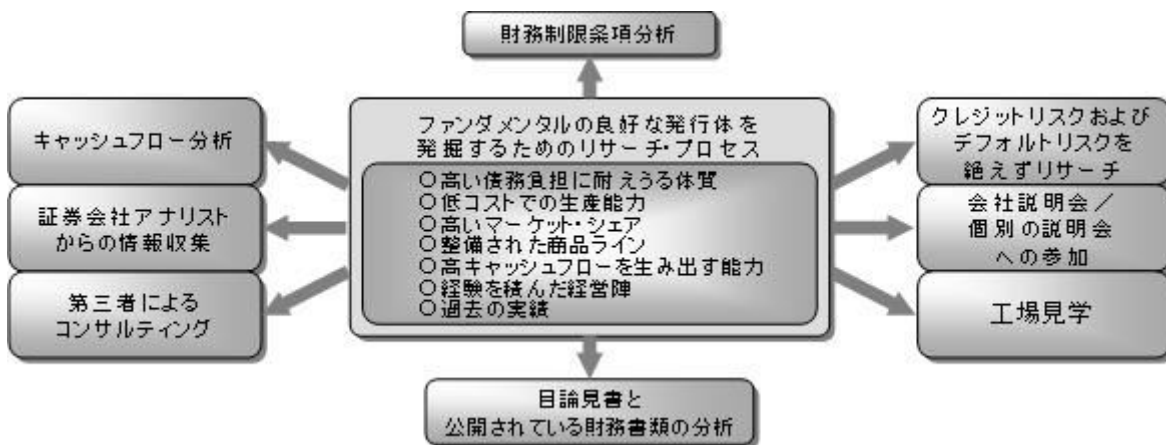 財務制限条項分析
キャッシュフロー分析
証券会社アナリスト
からの情報収集
第三者による
コンサルティング
ファンダメンタルの良好な発行体を
発掘するためのリサーチ・プロセス
○高い債務負担に耐えうる体質
○低コストでの生産能力
○高いマーケット・シェア
○整備された商品ライン
○高キャッシュフローを生み出す能力
○経験を積んだ経営陣
○過去の実績
クレジットリスクおよび
デフォルトリスクを
絶えずリサーチ
会社説明会／
個別の説明会
への参加
工場見学
目論見書と
公開されている財務書類の分析